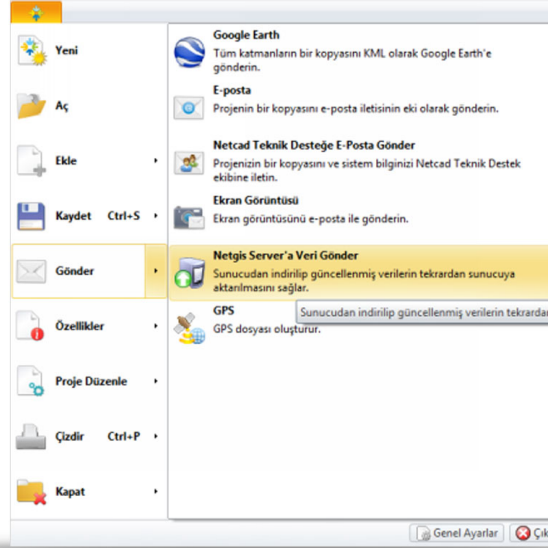 Yeni
Aç
Ekle
Kaydet Ctrl+S
Gönder
Özellikler
Proje Düzenle
Çizdir Ctrl+P
Kapat
Google Earth
Tüm katmanların bir kopyasını KML olarak Google Earth'e
gönderin.
E-posta
Projenin bir kopyasını e-posta iletisinin eki olarak gönderin.
Netcad Teknik Desteğe E-Posta Gönder
Projenizin bir kopyasını ve sistem bilginizi Netcad Teknik Destek
ekibine iletin.
Ekran Görüntüsü
Ekran görüntüsünü e-posta ile gönderin.
Netgis Server'a Veri Gönder
Sunucudan indirilip güncellenmiş verilerin tekrardan sunucuya
aktarılmasını sağlar.
Sunucudan indirilip güncellenmiş verilerin tekrardan
GPS
GPS dosyası oluşturur.
Genel Ayarlar